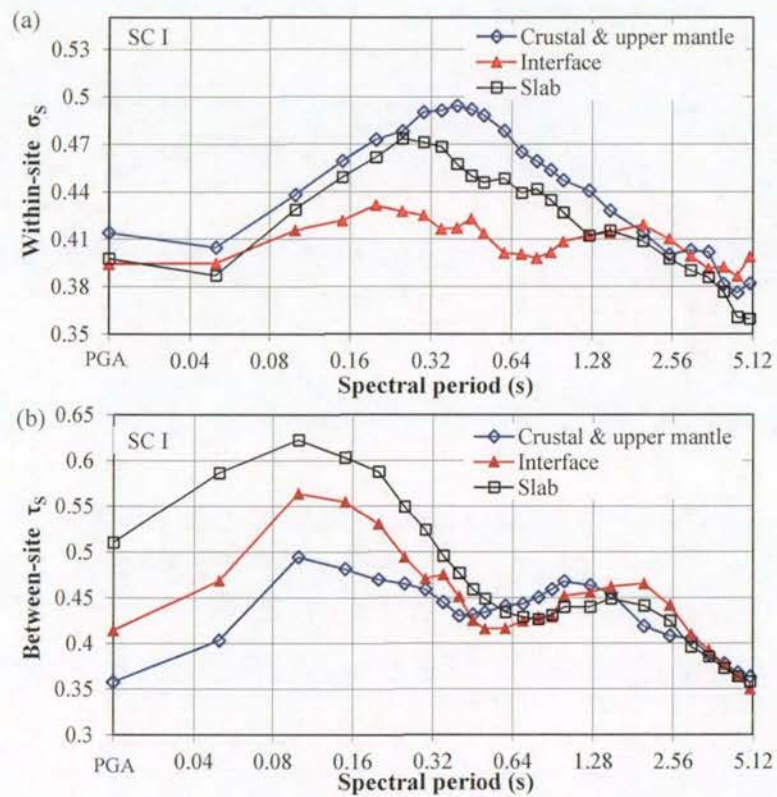 (a)
SC I
Crustal & upper mantle
Interface
Slab
0.53
0.5
0.47
0.44
0.41
0.38
0.35
Within-site σS
PGA 0.04 0.08 0.16 0.32 0.64 1.28 2.56 5.12
Spectral period (s)
(b)
SC I
Crustal & upper mantle
Interface
Slab
0.65
0.6
0.55
0.5
0.45
0.4
0.35
0.3
Between-site τS
PGA 0.04 0.08 0.16 0.32 0.64 1.28 2.56 5.12
Spectral period (s)